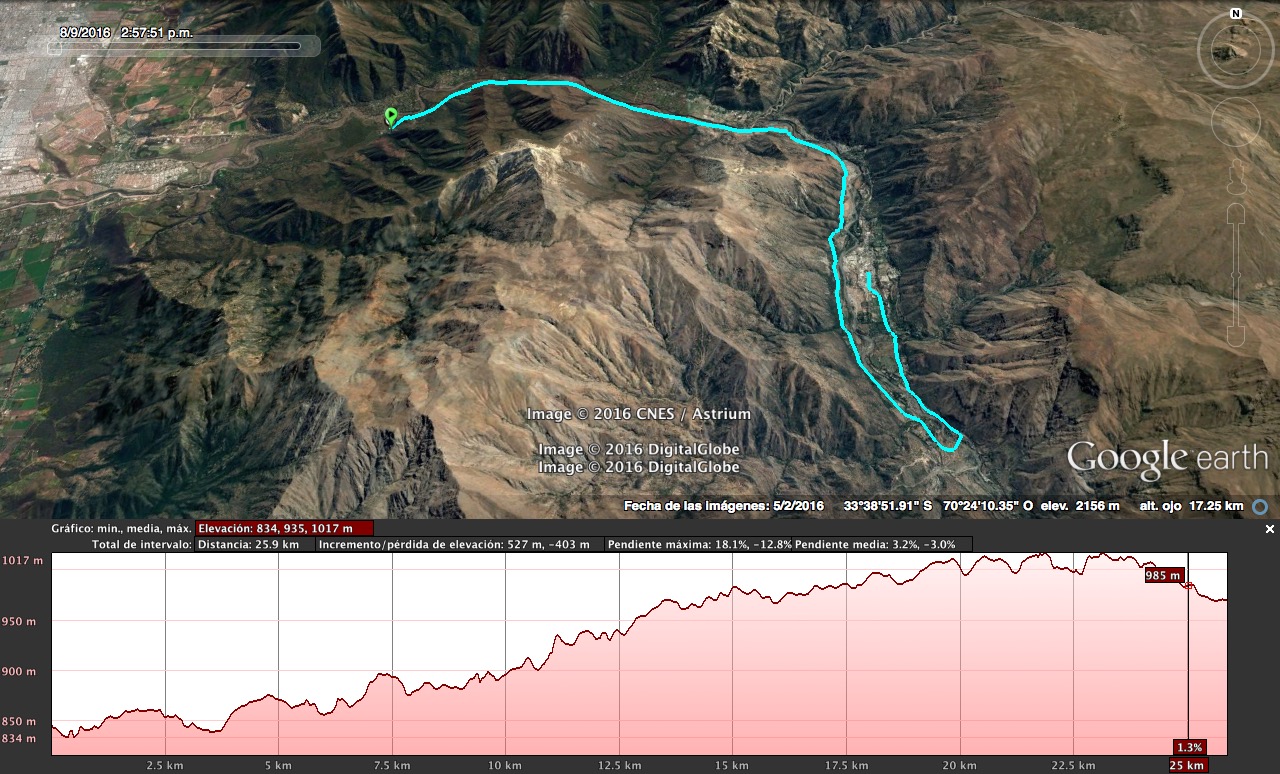 N
8/9/2016 2:57:51 p.m.
Image © 2016 CNES / Astrium
Image © 2016 DigitalGlobe
Image © 2016 DigitalGlobe
Google earth
Fecha de las imágenes: 5/2/2016 33°38'51.91" S 70°24'10.35" O elev. 2156 m alt. ojo 17.25 km
Gráfico: min., media, máx. Elevación: 834, 935, 1017 m
Total de intervalo: Distancia: 25.9 km Incremento/pérdida de elevación: 527 m, -403 m Pendiente máxima: 18.1%, -12.8% Pendiente media: 3.2%, -3.0%
1017 m
985 m
950 m
900 m
850 m
834 m
1.3%
2.5 km 5 km 7.5 km 10 km 12.5 km 15 km 17.5 km 20 km 22.5 km 25 km